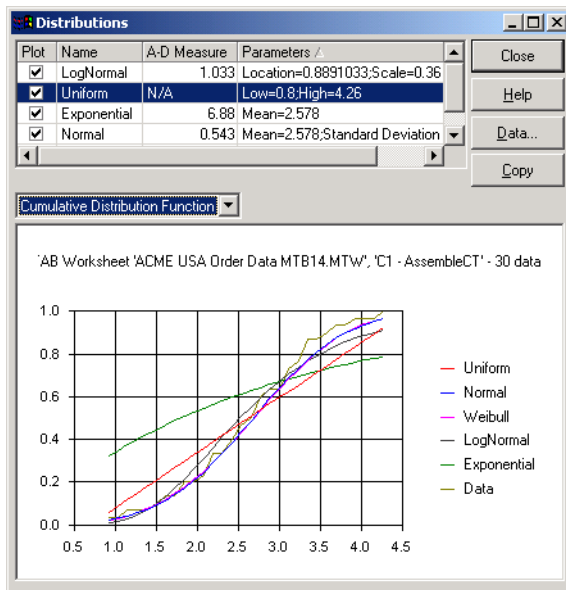 Distributions
Plot Name A-D Measure Parameters
LogNormal 1.033 Location=0.8891033;Scale=0.36
Uniform N/A Low=0.8;High=4.26
Exponential 6.88 Mean=2.578
Normal 0.543 Mean=2.578;Standard Deviation
Close
Help
Data...
Copy
Cumulative Distribution Function
'AB Worksheet 'ACME USA Order Data MTB14.MTW', 'C1 - AssembleCT' - 30 data
1.0
0.8
0.6
0.4
0.2
0.0
0.5 1.0 1.5 2.0 2.5 3.0 3.5 4.0 4.5
Uniform
Normal
Weibull
LogNormal
Exponential
Data